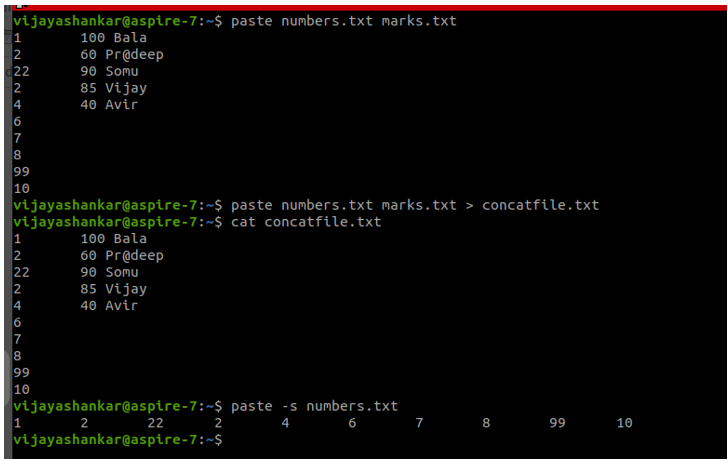 vijayashankar@aspire-7:~$ paste numbers.txt marks.txt
1 100 Bala
2 60 Pr@deep
22 90 Somu
2 85 Vijay
4 40 Avir
6
7
8
99
10
vijayashankar@aspire-7:~$ paste numbers.txt marks.txt > concatfile.txt
vijayashankar@aspire-7:~$ cat concatfile.txt
1 100 Bala
2 60 Pr@deep
22 90 Somu
2 85 Vijay
4 40 Avir
6
7
8
99
10
vijayashankar@aspire-7:~$ paste -s numbers.txt
1 2 22 2 4 6 7 8 99 10
vijayashankar@aspire-7:~$